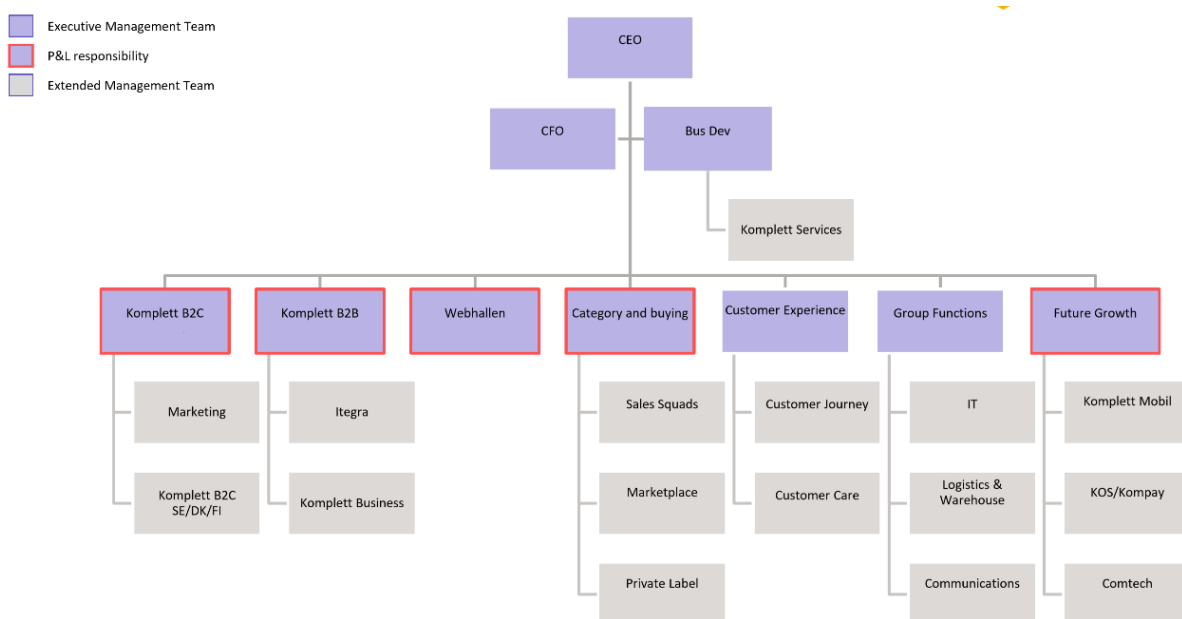 Executive Management Team
P&L responsibility
Extended Management Team
CEO
CFO
Bus Dev
Komplett Services
Komplett B2C
Komplett B2B
Webhallen
Category and buying
Customer Experience
Group Functions
Future Growth
Marketing
Itegra
Sales Squads
Customer Journey
IT
Komplett Mobil
Komplett B2C
SE/DK/FI
Komplett Business
Marketplace
Customer Care
Logistics &
Warehouse
KOS/Kompay
Private Label
Communications
Comtech